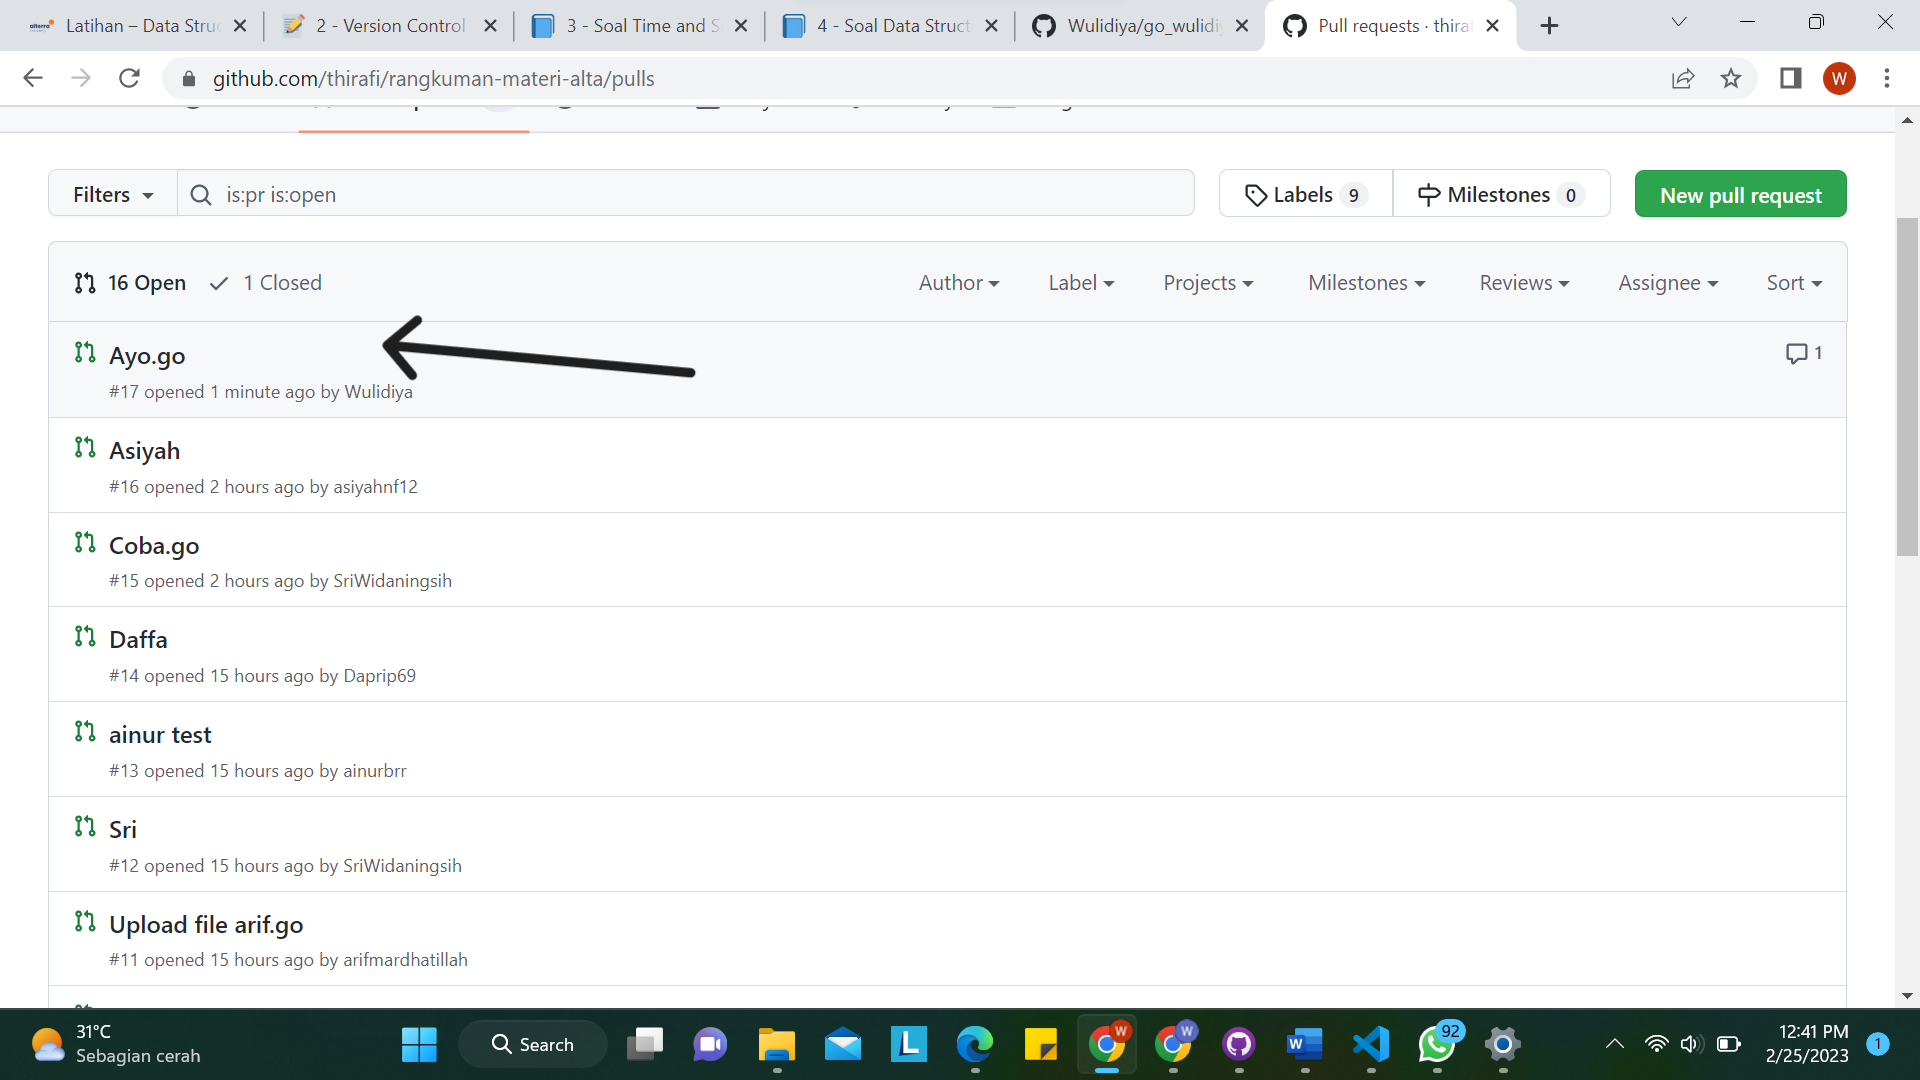 Latihan – Data Stru
2 - Version Control
3 - Soal Time and S
4 - Soal Data Struct
Wulidiya/go_wulidiy
Pull requests · thiraf
github.com/thirafi/rangkuman-materi-alta/pulls
W
Filters
is:pr is:open
Labels 9
Milestones 0
New pull request
16 Open
1 Closed
Author
Label
Projects
Milestones
Reviews
Assignee
Sort
Ayo.go
1
#17 opened 1 minute ago by Wulidiya
Asiyah
#16 opened 2 hours ago by asiyahnf12
Coba.go
#15 opened 2 hours ago by SriWidaningsih
Daffa
#14 opened 15 hours ago by Daprip69
ainur test
#13 opened 15 hours ago by ainurbrr
Sri
#12 opened 15 hours ago by SriWidaningsih
Upload file arif.go
#11 opened 15 hours ago by arifmardhatillah
31°C
Sebagian cerah
Search
L
W
W
W
92
12:41 PM
2/25/2023
1